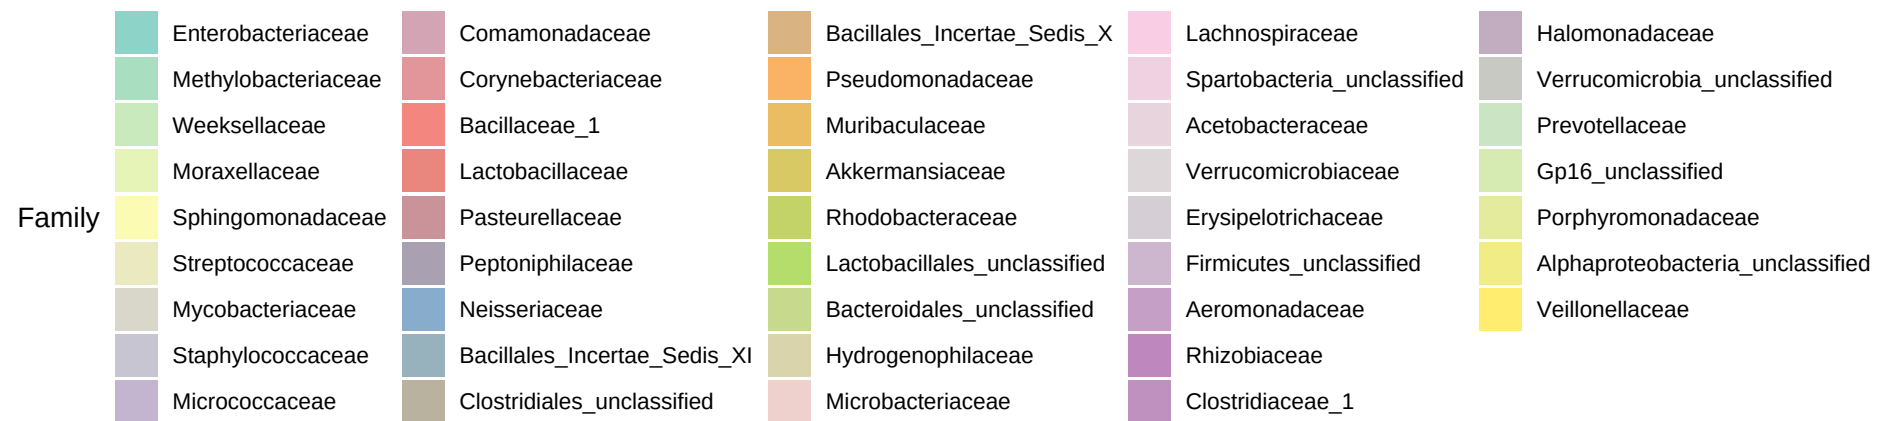 Family
Enterobacteriaceae
Methylobacteriaceae
Weeksellaceae
Moraxellaceae
Sphingomonadaceae
Streptococcaceae
Mycobacteriaceae
Staphylococcaceae
Micrococcaceae
Comamonadaceae
Corynebacteriaceae
Bacillaceae_1
Lactobacillaceae
Pasteurellaceae
Peptoniphilaceae
Neisseriaceae
Bacillales_Incertae_Sedis_XI
Clostridiales_unclassified
Bacillales_Incertae_Sedis_X
Pseudomonadaceae
Muribaculaceae
Akkermansiaceae
Rhodobacteraceae
Lactobacillales_unclassified
Bacteroidales_unclassified
Hydrogenophilaceae
Microbacteriaceae
Lachnospiraceae
Spartobacteria_unclassified
Acetobacteraceae
Verrucomicrobiaceae
Erysipelotrichaceae
Firmicutes_unclassified
Aeromonadaceae
Rhizobiaceae
Clostridiaceae_1
Halomonadaceae
Verrucomicrobia_unclassified
Prevotellaceae
Gp16_unclassified
Porphyromonadaceae
Alphaproteobacteria_unclassified
Veillonellaceae